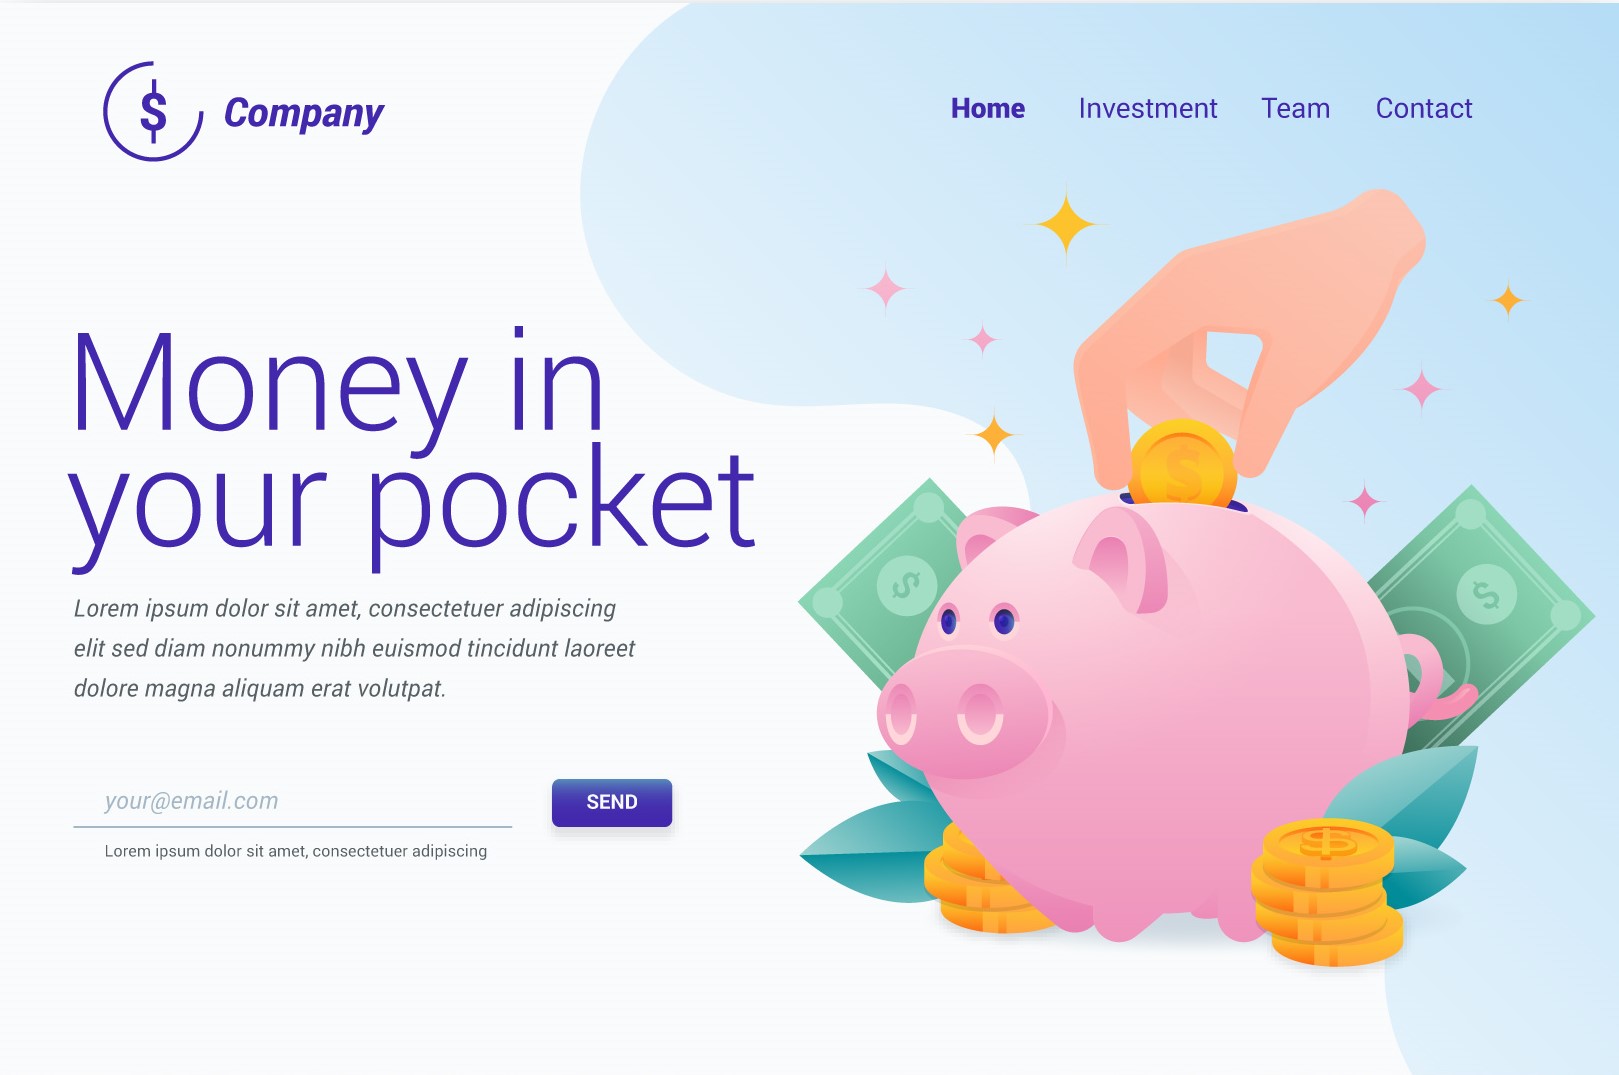 $ Company
Home Investment Team Contact
Money in
your pocket
Lorem ipsum dolor sit amet, consectetuer adipiscing
elit sed diam nonummy nibh euismod tincidunt laoreet
dolore magna aliquam erat volutpat.
your@email.com
SEND
Lorem ipsum dolor sit amet, consectetuer adipiscing
$
$
$
$